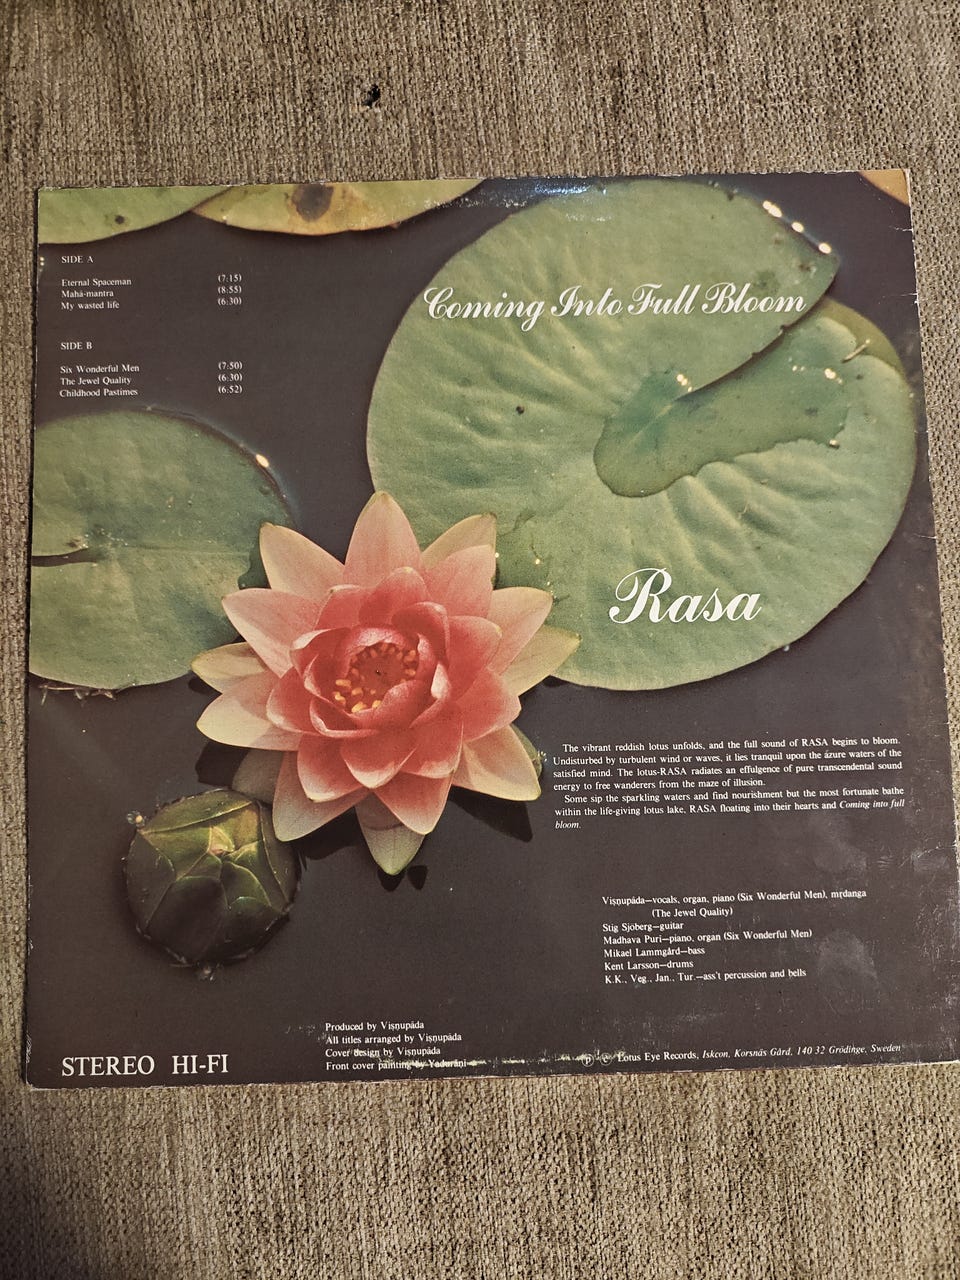 SIDE A
Eternal Spaceman (7:15)
Mahā-mantra (8:55)
My wasted life (6:30)
SIDE B
Six Wonderful Men (7:50)
The Jewel Quality (6:30)
Childhood Pastimes (6:52)
Coming Into Full Bloom
Rasa
The vibrant reddish lotus unfolds, and the full sound of RASA begins to bloom.
Undisturbed by turbulent wind or waves, it lies tranquil upon the ázure waters of the
satisfied mind. The lotus-RASA radiates an effulgence of pure transcendental sound
energy to free wanderers from the maze of illusion.
Some sip the sparkling waters and find nourishment but the most fortunate bathe
within the life-giving lotus lake, RASA floating into their hearts and Coming into full
bloom.
Viṣṇupāda—vocals, organ, piano (Six Wonderful Men), mṛdanga
(The Jewel Quality)
Stig Sjöberg—guitar
Madhava Puri—piano, organ (Six Wonderful Men)
Mikael Lammgård—bass
Kent Larsson—drums
K.K., Veg., Jan., Tur.—ass't percussion and bells
Produced by Viṣṇupāda
All titles arranged by Viṣṇupāda
Cover design by Viṣṇupāda
Front cover painting by Yadurāṇi
STEREO HI-FI
Ⓟ © Lotus Eye Records, Iskcon, Korsnäs Gård, 140 32 Grödinge, Sweden